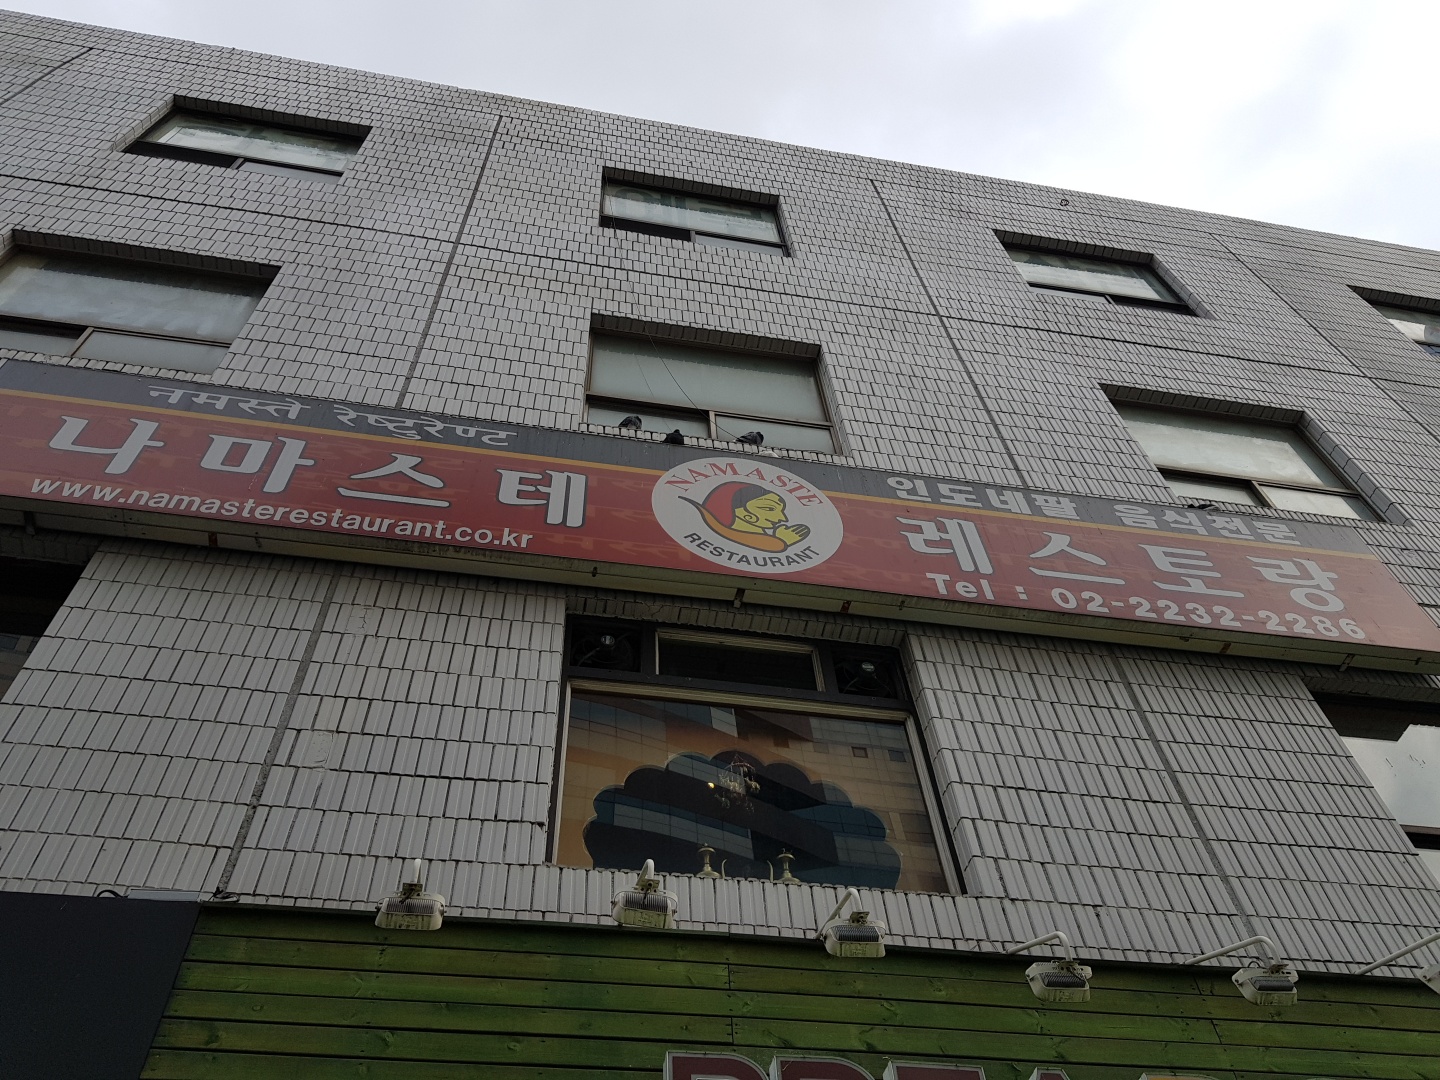 नमस्ते रेष्टुरेण्ट
나마스테
www.namasterestaurant.co.kr
NAMASTE
RESTAURANT
인도네팔 음식전문
레스토랑
Tel : 02-2232-2286